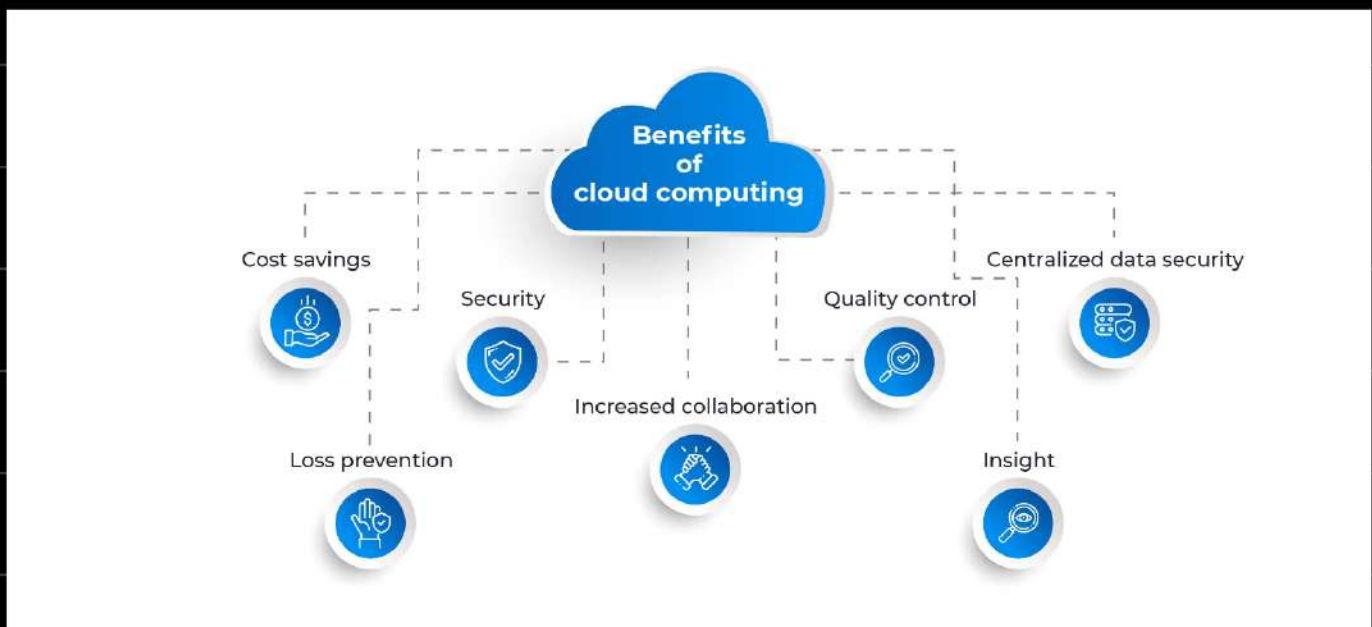 Benefits
of
cloud computing
Cost savings
Centralized data security
Security
Quality control
Increased collaboration
Loss prevention
Insight